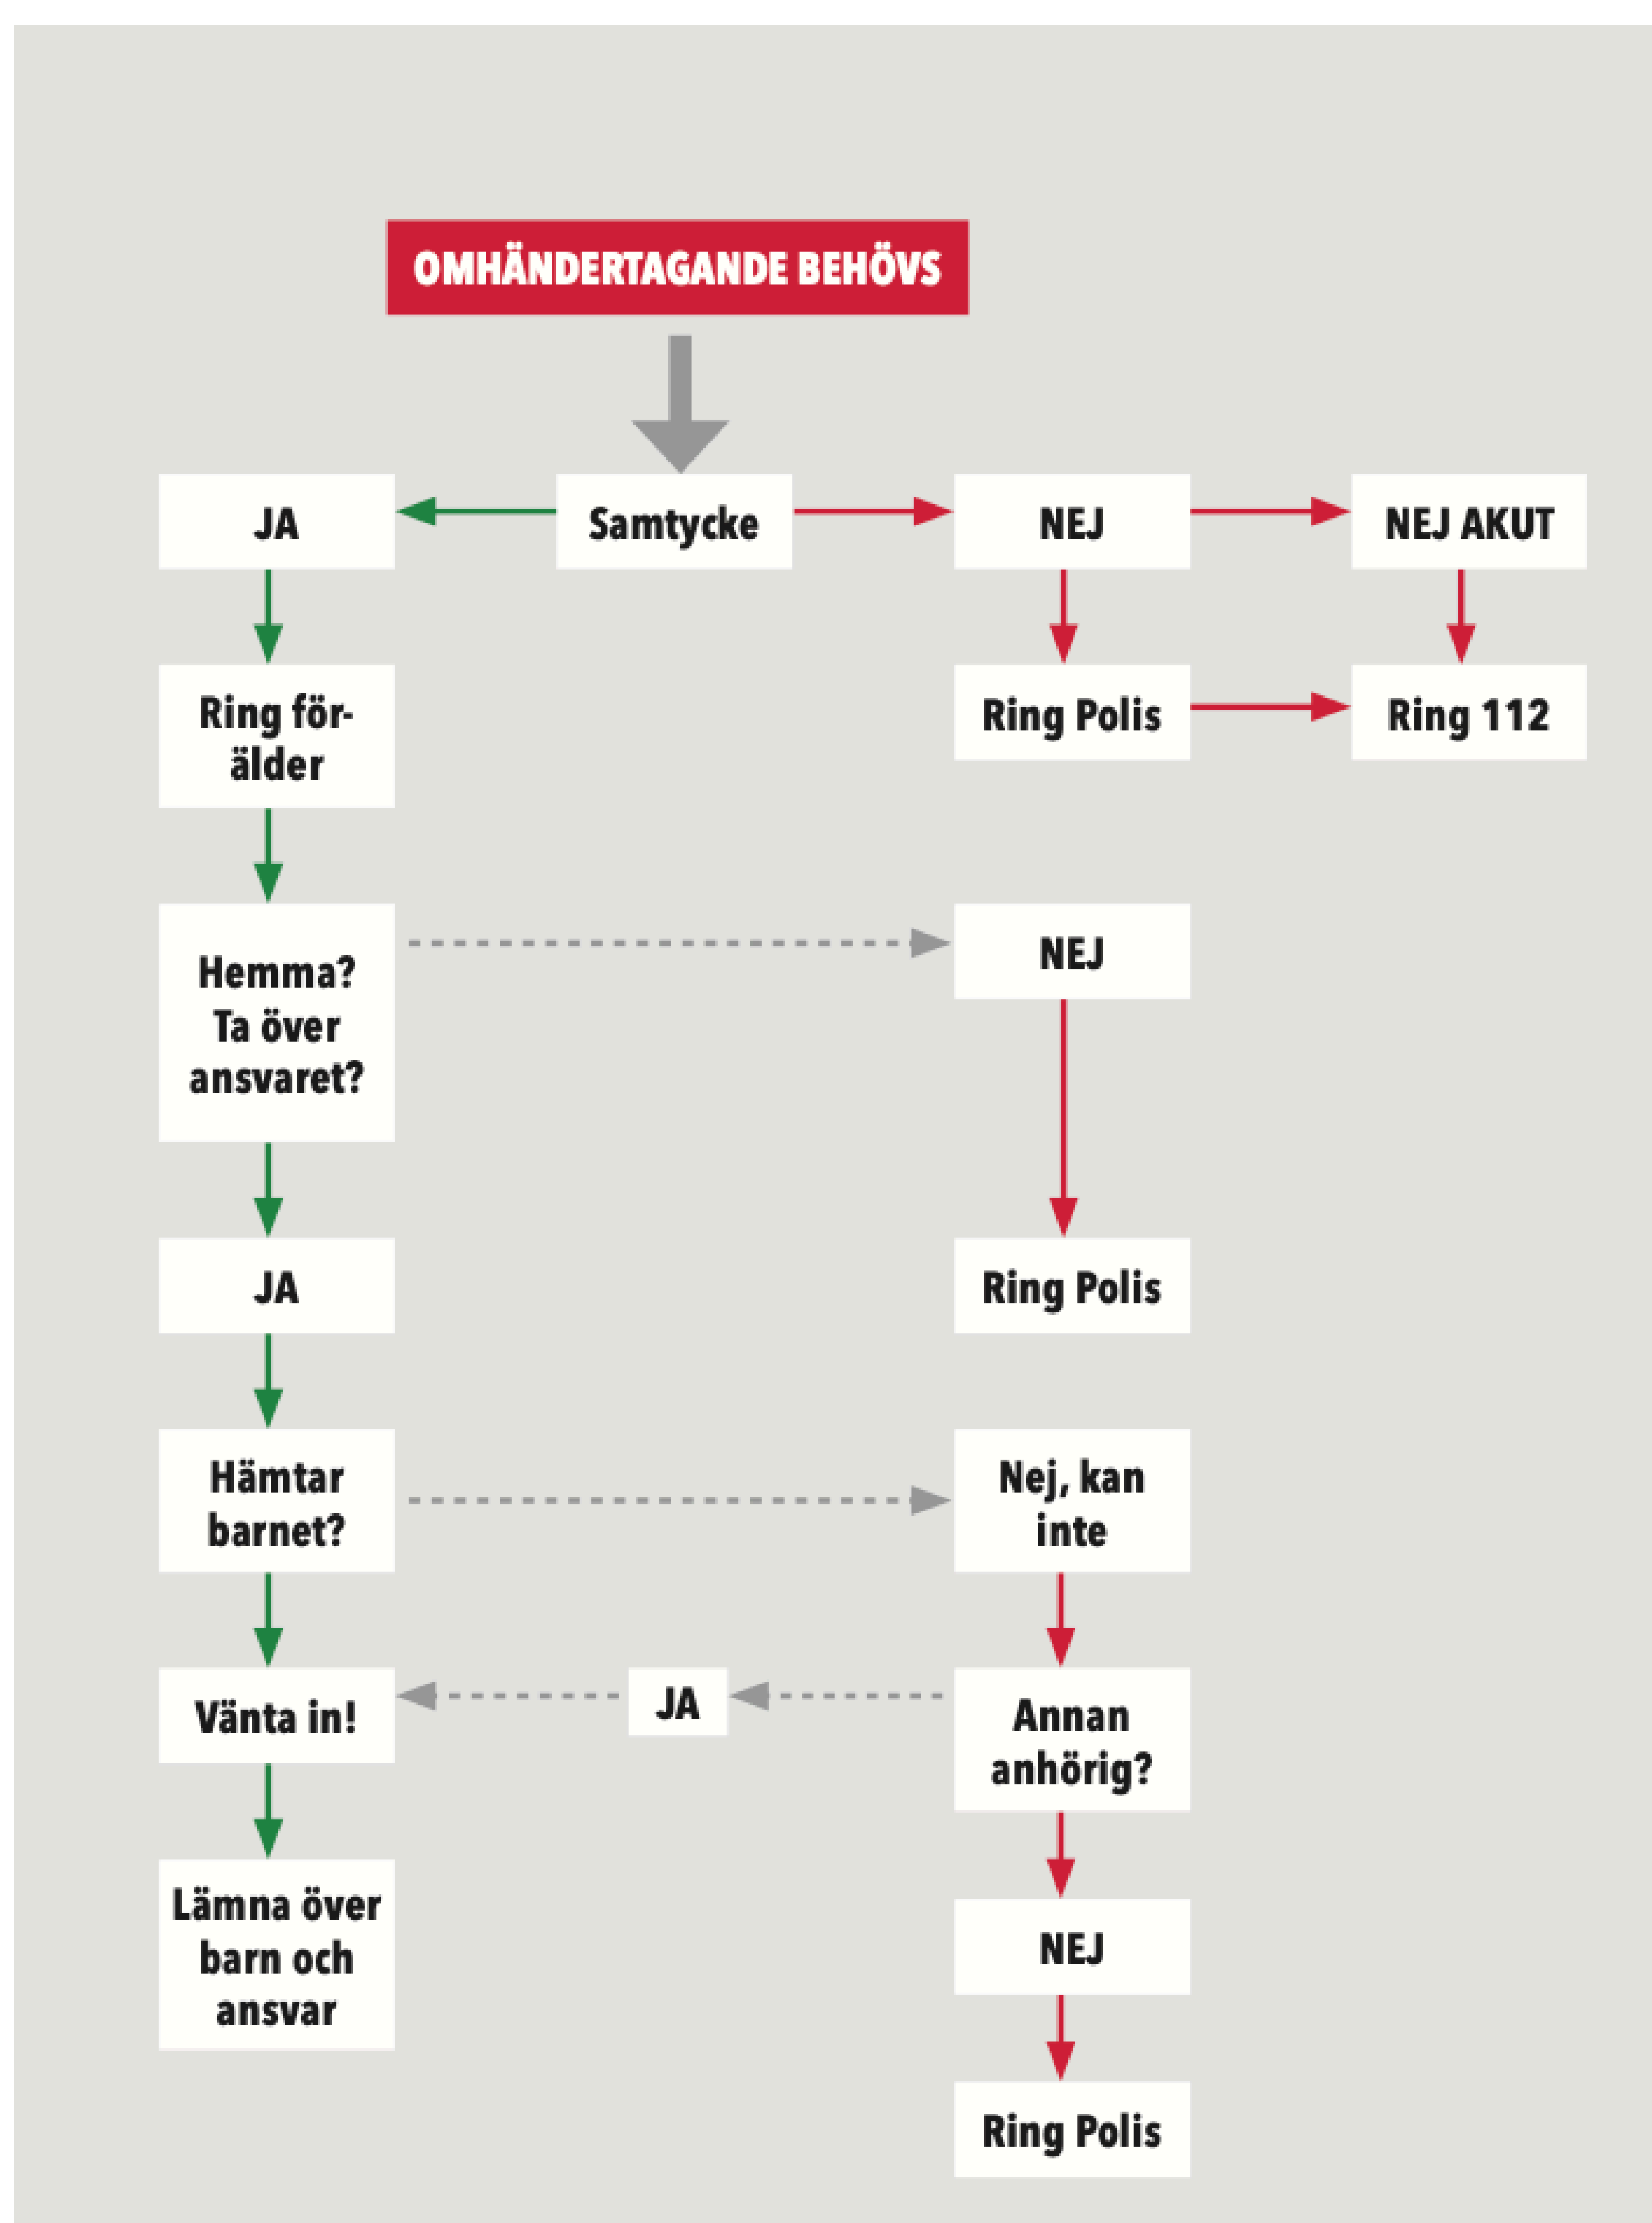 OMHÄNDERTAGANDE BEHÖVS
JA
Samtycke
NEJ
NEJ AKUT
Ring för-
älder
Ring Polis
Ring 112
Hemma?
Ta över
ansvaret?
NEJ
JA
Ring Polis
Hämtar
barnet?
Nej, kan
inte
Vänta in!
JA
Annan
anhörig?
Lämna över
barn och
ansvar
NEJ
Ring Polis